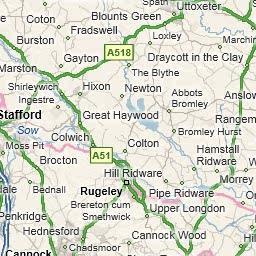 Coton
Blounts Green
Uttoxeter
Burston
Fradswell
Loxley
Marchington
A518
Marston
Gayton
Draycott in the Clay
The Blythe
Shirleywich
Hixon
Newton
Abbots
Bromley
Anslow
Ingestre
Stafford
Great Haywood
Rangem
Sow
Colwich
Bromley Hurst
Moss Pit
Colton
Hamstall
Ridware
A51
Brocton
Hill Ridware
Morrey
Bednall
Rugeley
Pipe Ridware
Brereton cum
Smethwick
Upper Longdon
Penkridge
Hednesford
Chadsmoor
Cannock Wood
Cannock